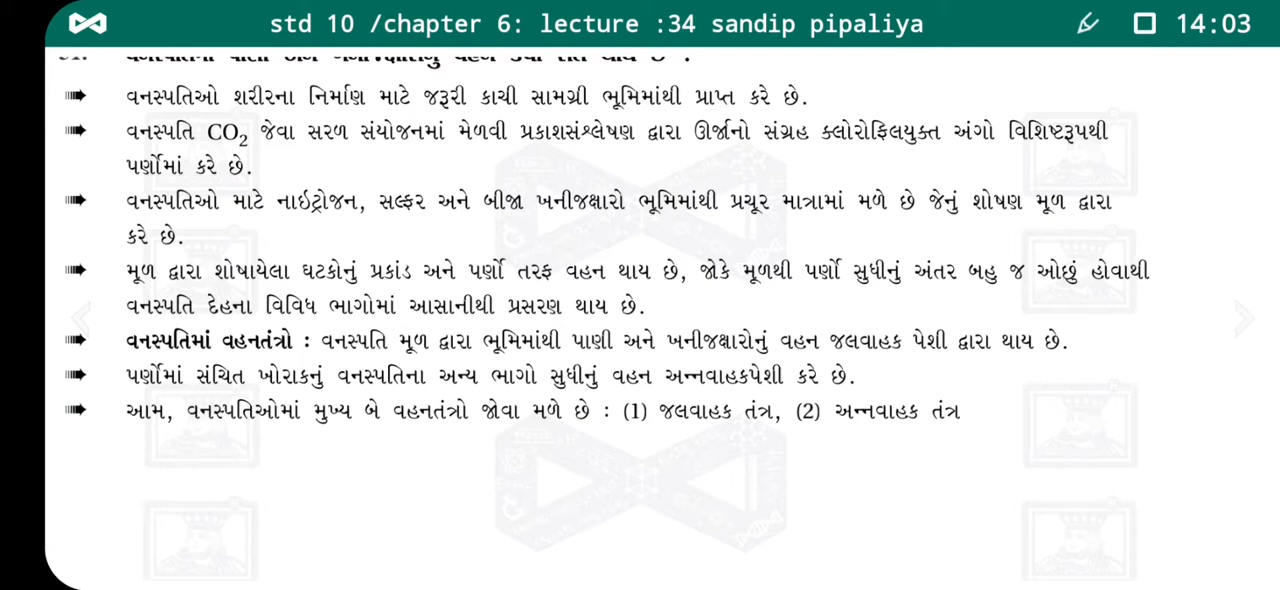 std 10 /chapter 6: lecture :34 sandip pipaliya
14:03
વનસ્પતિઓ શરીરના નિર્માણ માટે જરૂરી કાચી સામગ્રી ભૂમિમાંથી પ્રાપ્ત કરે છે.
વનસ્પતિ CO₂ જેવા સરળ સંયોજનમાં મેળવી પ્રકાશસંશ્લેષણ દ્વારા ઊર્જાનો સંગ્રહ ક્લોરોફિલયુક્ત અંગો વિશિષ્ટરૂપથી
પર્ણોમાં કરે છે.
વનસ્પતિઓ માટે નાઇટ્રોજન, સલ્ફર અને બીજા ખનીજક્ષારો ભૂમિમાંથી પ્રચૂર માત્રામાં મળે છે જેનું શોષણ મૂળ દ્વારા
કરે છે.
મૂળ દ્વારા શોષાયેલા ઘટકોનું પ્રકાંડ અને પર્ણો તરફ વહન થાય છે, જોકે મૂળથી પર્ણો સુધીનું અંતર બહુ જ ઓછું હોવાથી
વનસ્પતિ દેહના વિવિધ ભાગોમાં આસાનીથી પ્રસરણ થાય છે.
વનસ્પતિમાં વહનતંત્રો : વનસ્પતિ મૂળ દ્વારા ભૂમિમાંથી પાણી અને ખનીજક્ષારોનું વહન જલવાહક પેશી દ્વારા થાય છે.
પર્ણોમાં સંચિત ખોરાકનું વનસ્પતિના અન્ય ભાગો સુધીનું વહન અન્નવાહકપેશી કરે છે.
આમ, વનસ્પતિઓમાં મુખ્ય બે વહનતંત્રો જોવા મળે છે : (1) જલવાહક તંત્ર, (2) અન્નવાહક તંત્ર